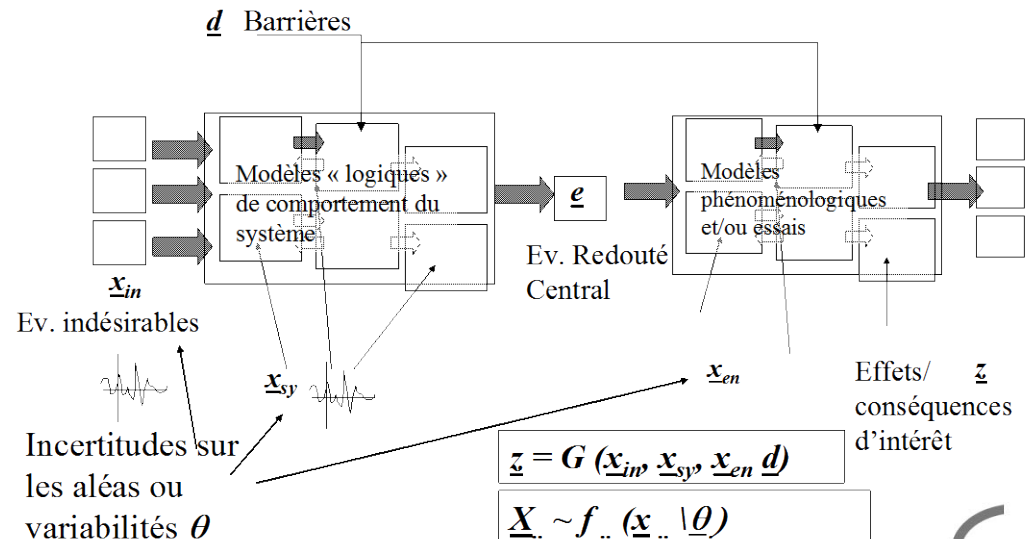 d Barrières
Modèles « logiques »
de comportement du
système
Modèles
phénoménologiques
et/ou essais
e
x_in
Ev. indésirables
Ev. Redouté
Central
x_sy
x_en
Effets/ z
conséquences
d’intérêt
Incertitudes sur
les aléas ou
variabilités θ
z = G (x_in, x_sy, x_en d)
X .. ~ f .. (x .. \θ )